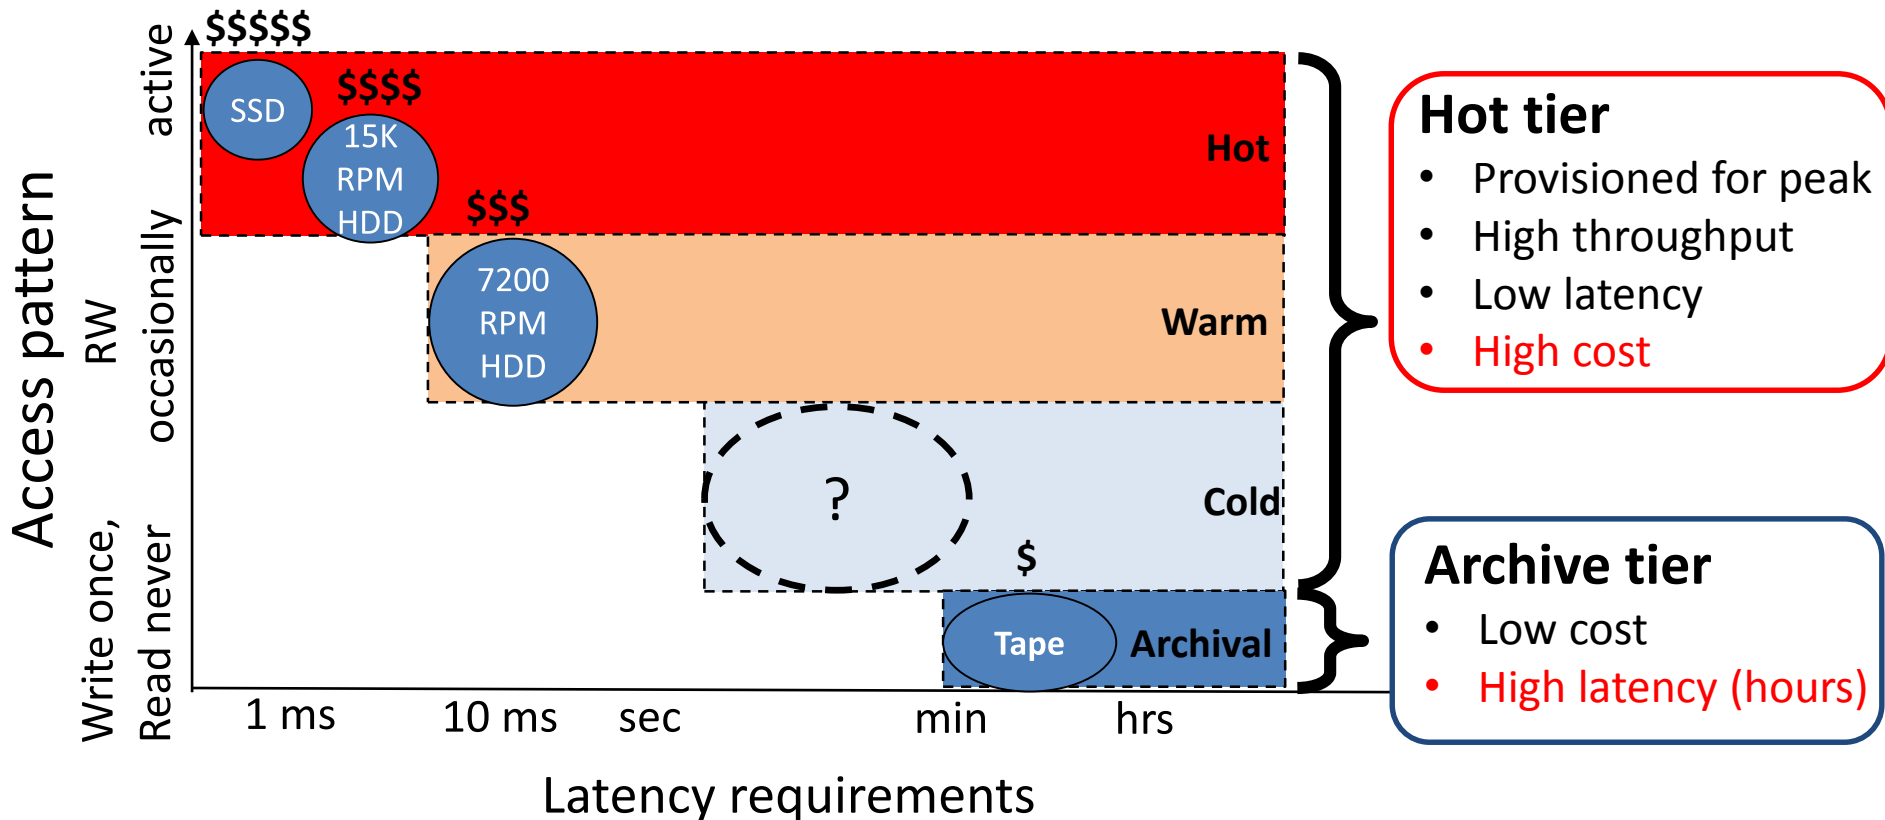 $$$$$
SSD
$$$$
15K
RPM
HDD
Hot
$$$
7200
RPM
HDD
Warm
?
Cold
$
Tape
Archival
Access pattern
active
RW
occasionally
Write once,
Read never
1 ms
10 ms
sec
min
hrs
Latency requirements
Hot tier
• Provisioned for peak
• High throughput
• Low latency
• High cost
Archive tier
• Low cost
• High latency (hours)